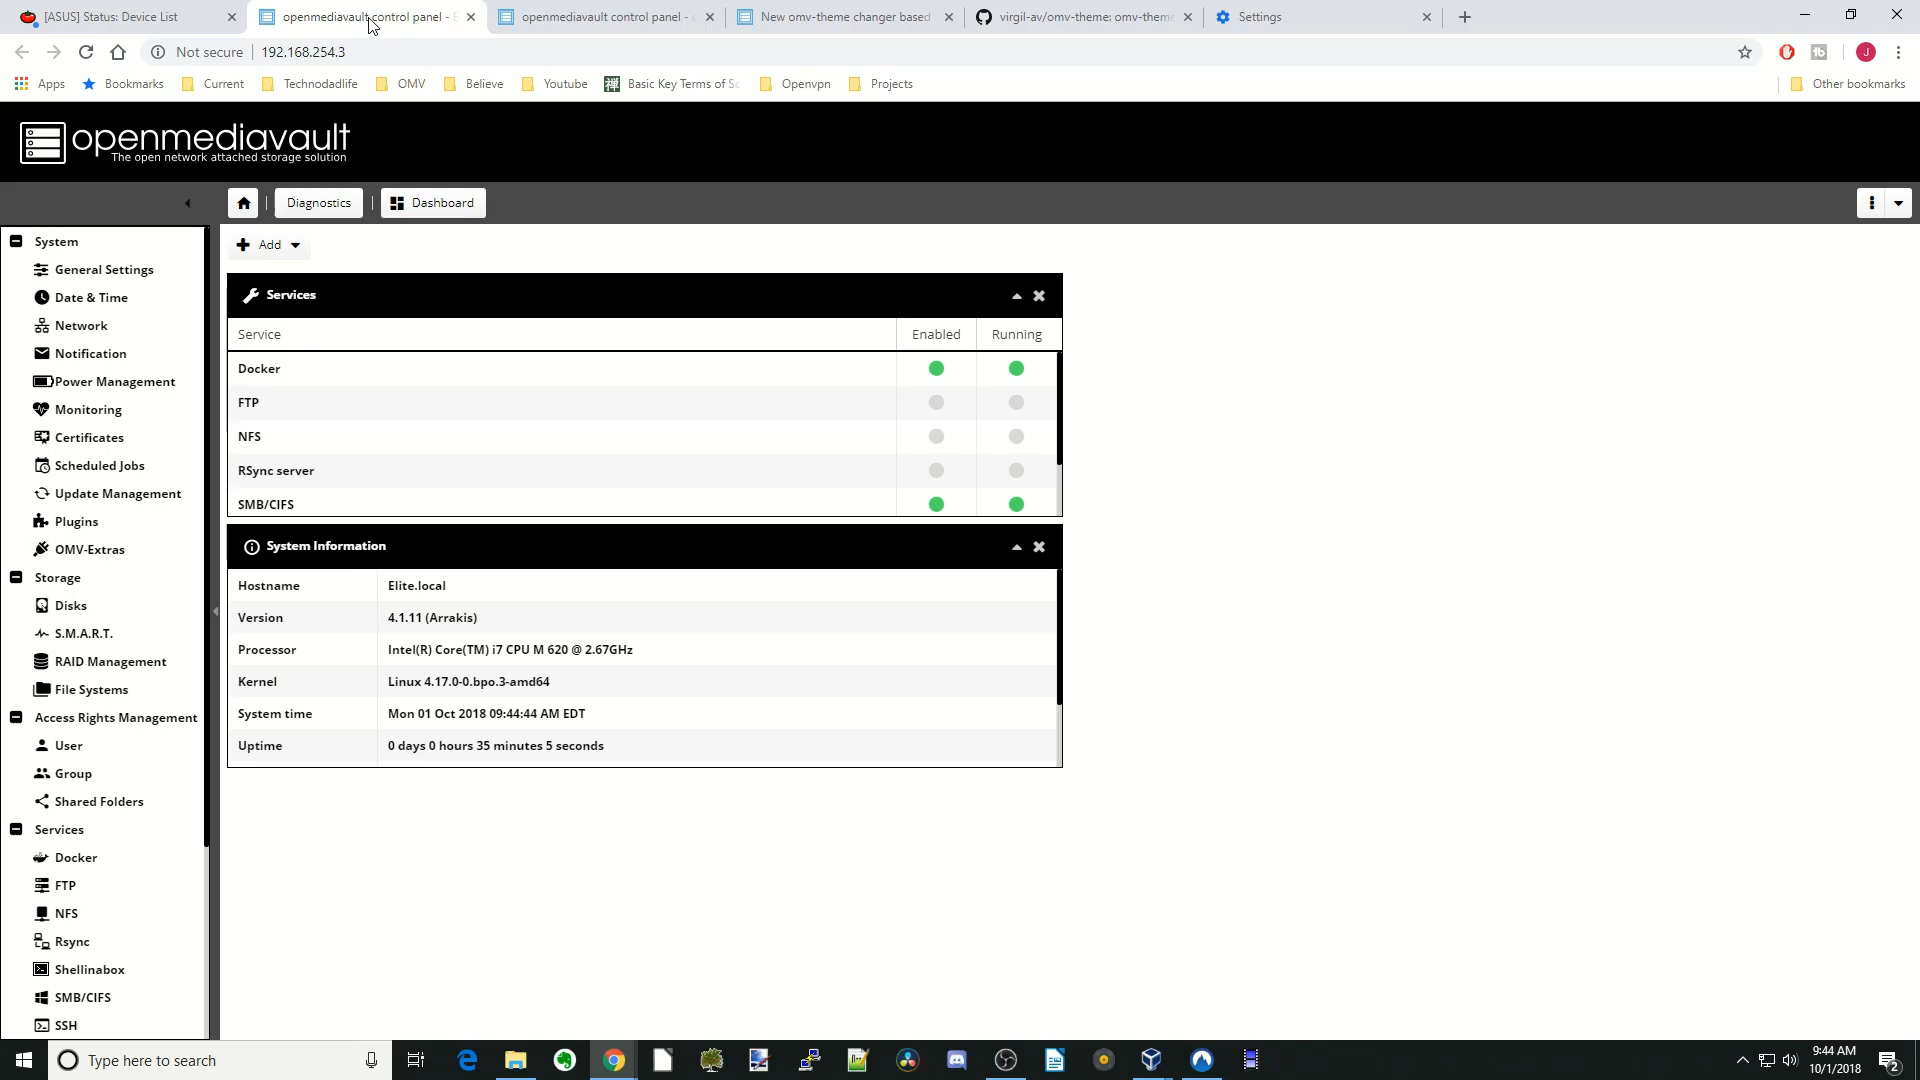 [ASUS] Status: Device List
openmediavault control panel - E
openmediavault control panel - o
New omv-theme changer based
virgil-av/omv-theme: omv-theme
Settings
Not secure
192.168.254.3
Apps
Bookmarks
Current
Technodadlife
OMV
Believe
Youtube
Basic Key Terms of Sc
Openvpn
Projects
Other bookmarks
openmediavault
The open network attached storage solution
Diagnostics
Dashboard
System
General Settings
Date & Time
Network
Notification
Power Management
Monitoring
Certificates
Scheduled Jobs
Update Management
Plugins
OMV-Extras
Storage
Disks
S.M.A.R.T.
RAID Management
File Systems
Access Rights Management
User
Group
Shared Folders
Services
Docker
FTP
NFS
Rsync
Shellinabox
SMB/CIFS
SSH
Add
Services
Service Enabled Running
Docker
FTP
NFS
RSync server
SMB/CIFS
System Information
Hostname Elite.local
Version 4.1.11 (Arrakis)
Processor Intel(R) Core(TM) i7 CPU M 620 @ 2.67GHz
Kernel Linux 4.17.0-0.bpo.3-amd64
System time Mon 01 Oct 2018 09:44:44 AM EDT
Uptime 0 days 0 hours 35 minutes 5 seconds
Type here to search
9:44 AM
10/1/2018
2